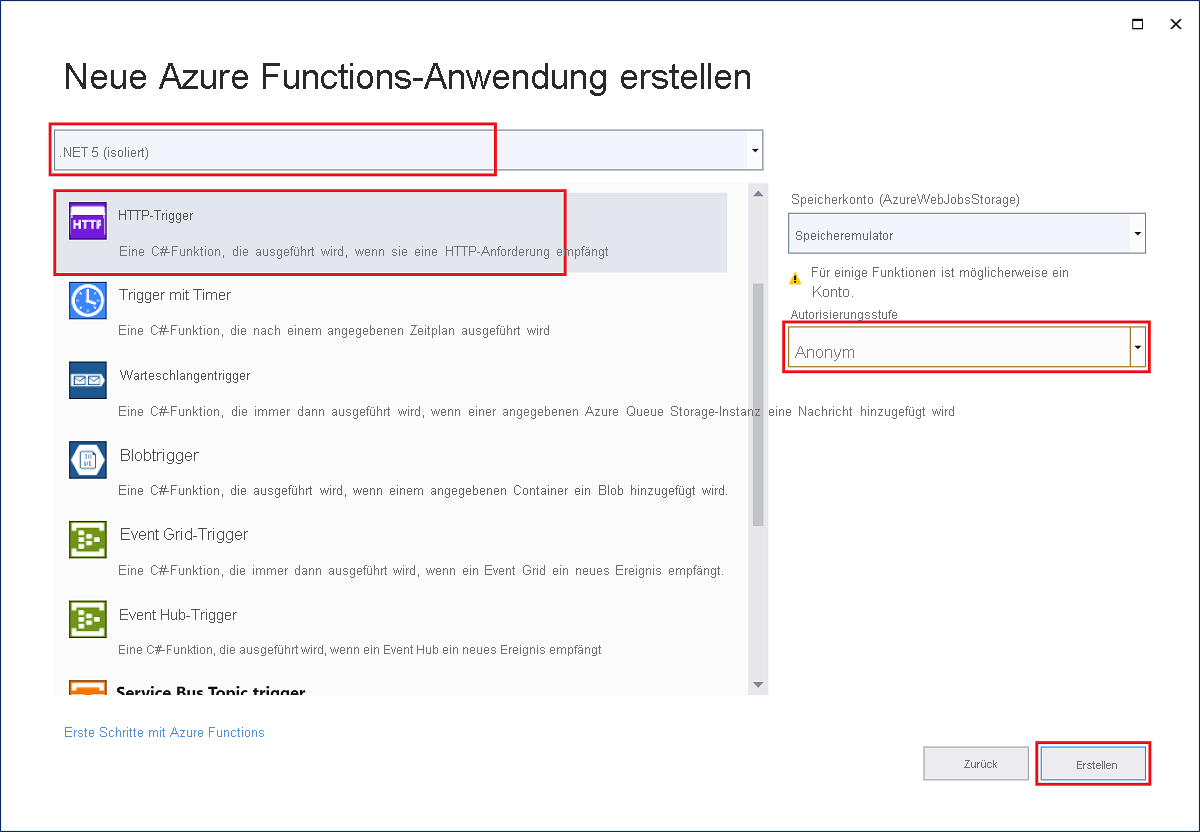 Neue Azure Functions-Anwendung erstellen
.NET 5 (isoliert)
HTTP-Trigger
Eine C#-Funktion, die ausgeführt wird, wenn sie eine HTTP-Anforderung empfängt
Trigger mit Timer
Eine C#-Funktion, die nach einem angegebenen Zeitplan ausgeführt wird
Warteschlangentrigger
Eine C#-Funktion, die immer dann ausgeführt wird, wenn einer angegebenen Azure Queue Storage-Instanz eine Nachricht hinzugefügt wird
Blobtrigger
Eine C#-Funktion, die ausgeführt wird, wenn einem angegebenen Container ein Blob hinzugefügt wird.
Event Grid-Trigger
Eine C#-Funktion, die immer dann ausgeführt wird, wenn ein Event Grid ein neues Ereignis empfängt.
Event Hub-Trigger
Eine C#-Funktion, die ausgeführt wird, wenn ein Event Hub ein neues Ereignis empfängt
Service Bus Topic trigger
Speicherkonto (AzureWebJobsStorage)
Speicheremulator
Für einige Funktionen ist möglicherweise ein
Konto.
Autorisierungsstufe
Anonym
Erste Schritte mit Azure Functions
Zurück
Erstellen